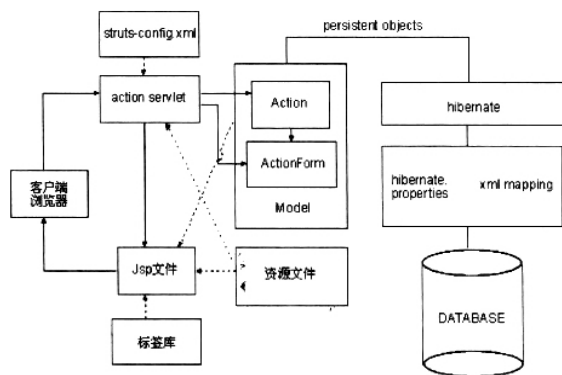 struts-config.xml
persistent objects
action servlet
Action
hibernate
ActionForm
hibernate.
properties
xml mapping
客户端
浏览器
Model
Jsp文件
资源文件
标签库
DATABASE